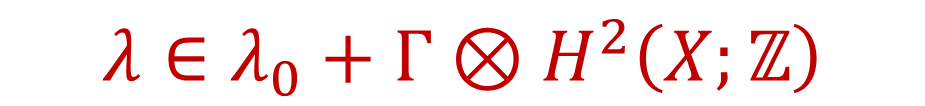 λ ∈ λ₀ + Γ ⊗ H²(X; ℤ)